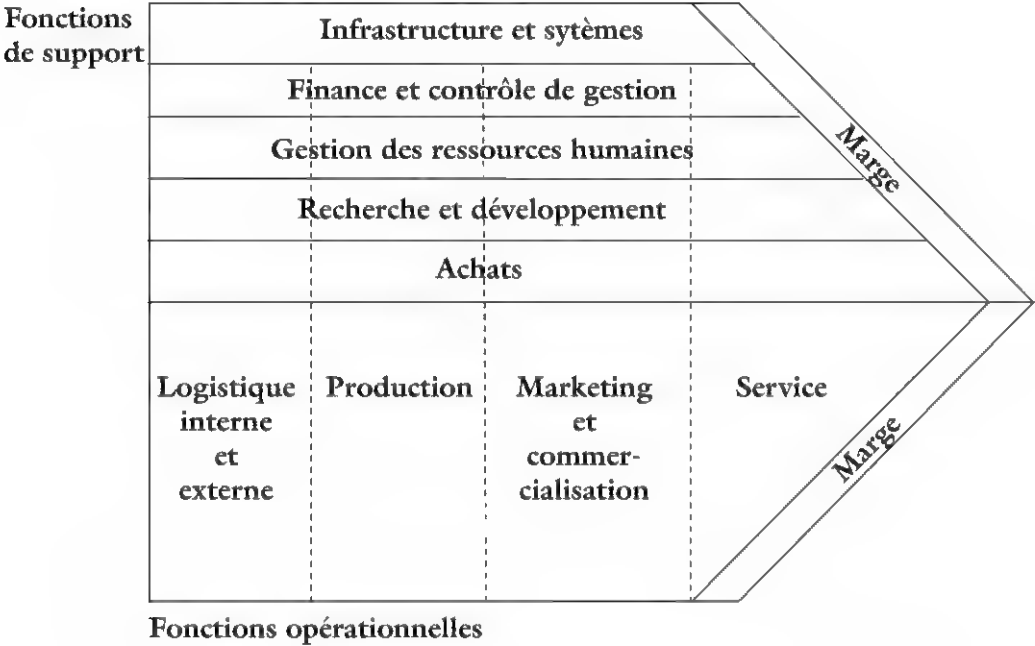 Fonctions
de support
Infrastructure et sytèmes
Finance et contrôle de gestion
Gestion des ressources humaines
Recherche et développement
Achats
Marge
Logistique
interne
et
externe
Production
Marketing
et
commer-
cialisation
Service
Marge
Fonctions opérationnelles